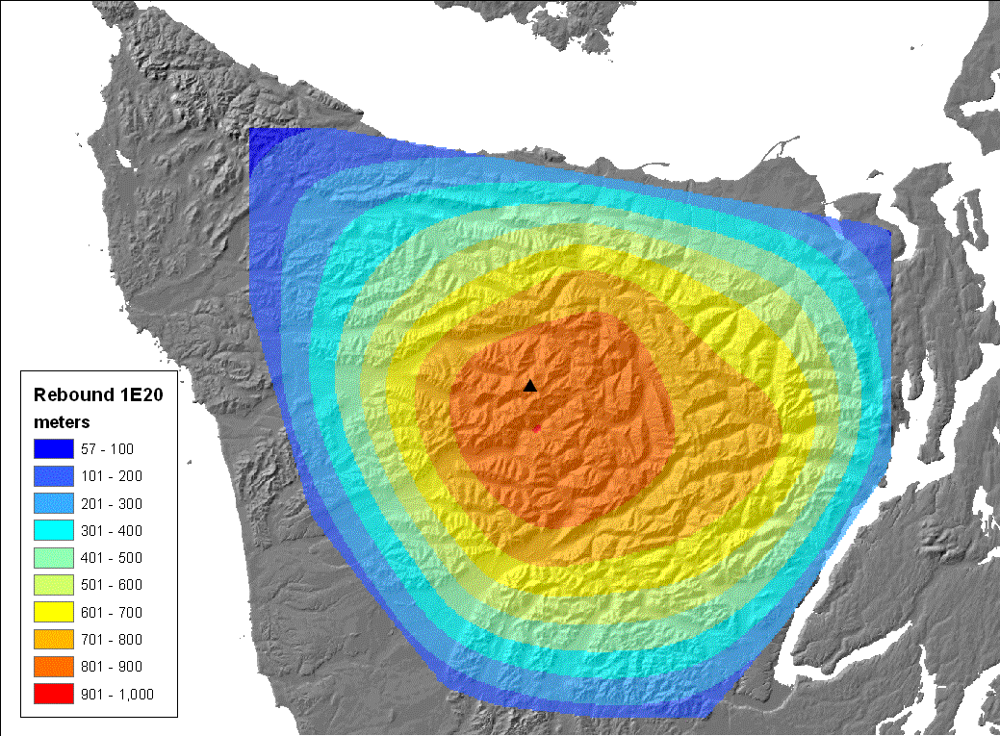 Rebound 1E20
meters
57 - 100
101 - 200
201 - 300
301 - 400
401 - 500
501 - 600
601 - 700
701 - 800
801 - 900
901 - 1,000